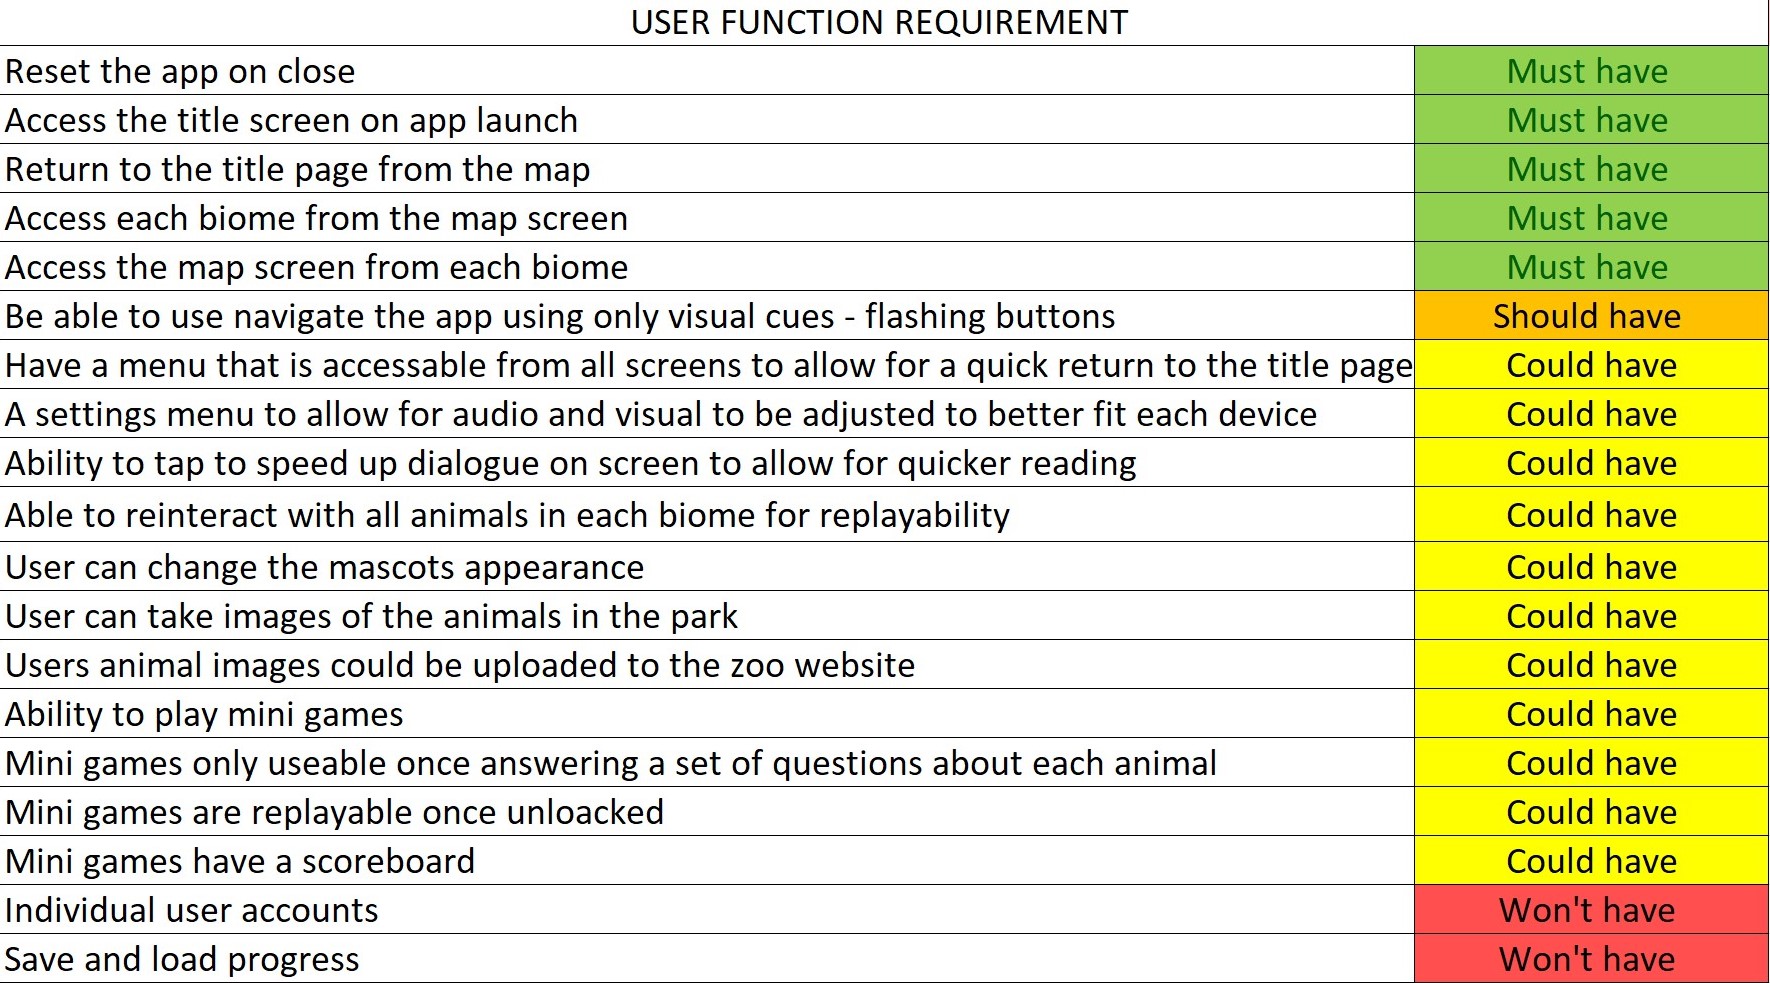 USER FUNCTION REQUIREMENT
Reset the app on close Must have
Access the title screen on app launch Must have
Return to the title page from the map Must have
Access each biome from the map screen Must have
Access the map screen from each biome Must have
Be able to use navigate the app using only visual cues - flashing buttons Should have
Have a menu that is accessable from all screens to allow for a quick return to the title page Could have
A settings menu to allow for audio and visual to be adjusted to better fit each device Could have
Ability to tap to speed up dialogue on screen to allow for quicker reading Could have
Able to reinteract with all animals in each biome for replayability Could have
User can change the mascots appearance Could have
User can take images of the animals in the park Could have
Users animal images could be uploaded to the zoo website Could have
Ability to play mini games Could have
Mini games only useable once answering a set of questions about each animal Could have
Mini games are replayable once unloacked Could have
Mini games have a scoreboard Could have
Individual user accounts Won't have
Save and load progress Won't have